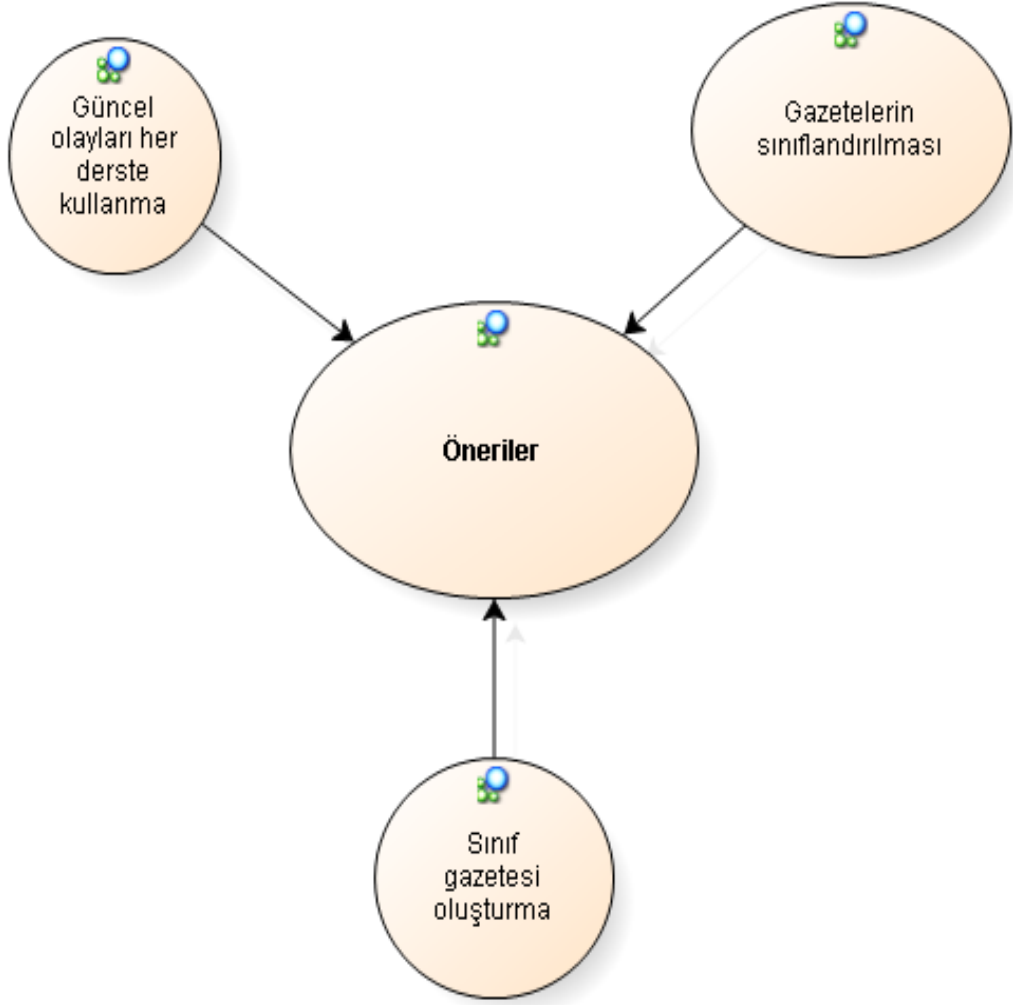 Güncel
olayları her
derste
kullanma
Gazetelerin
sınıflandırılması
Öneriler
Sınıf
gazetesi
oluşturma